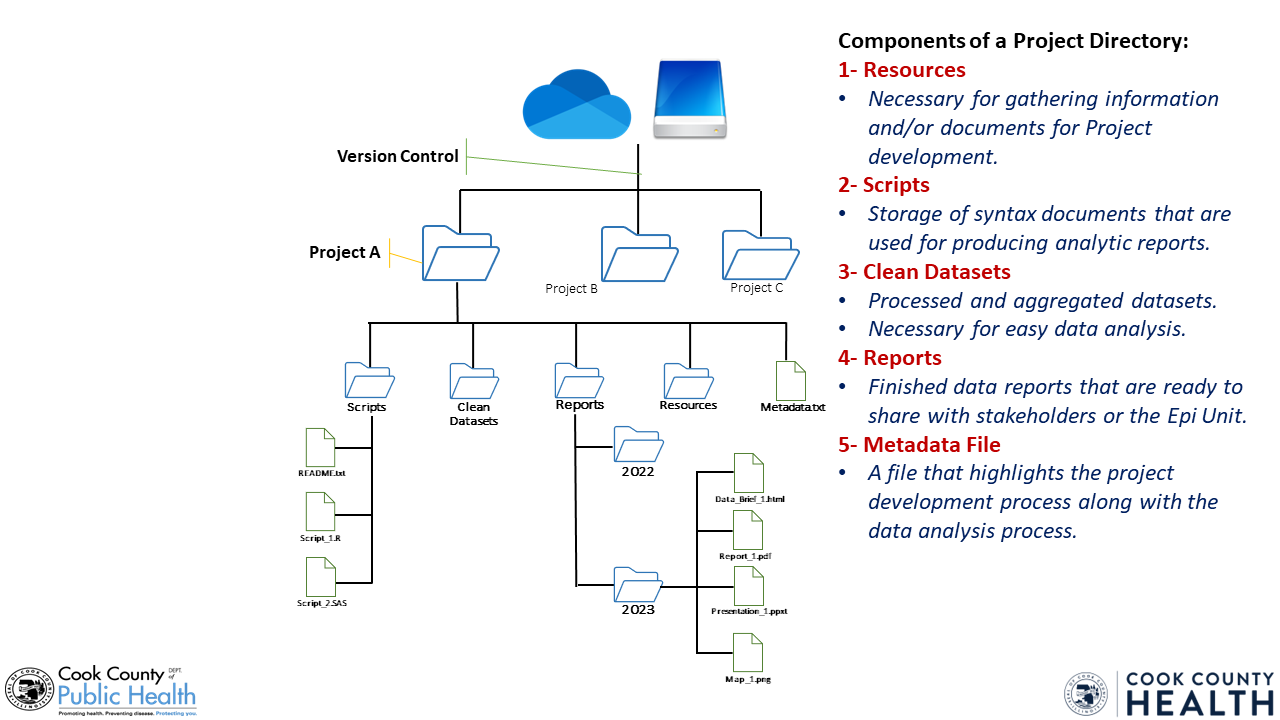 Components of a Project Directory:
1- Resources
• Necessary for gathering information
and/or documents for Project
development.
2- Scripts
• Storage of syntax documents that are
used for producing analytic reports.
3- Clean Datasets
• Processed and aggregated datasets.
• Necessary for easy data analysis.
4- Reports
• Finished data reports that are ready to
share with stakeholders or the Epi Unit.
5- Metadata File
• A file that highlights the project
development process along with the
data analysis process.
Version Control
Project A
Project B
Project C
Scripts
Clean
Datasets
Reports
Resources
Metadata.txt
README.txt
Script_1.R
Script_2.SAS
2022
2023
Data_Brief_1.html
Report_1.pdf
Presentation_1.ppxt
Map_1.png
Cook County DEPT. of
Public Health
Promoting health. Preventing disease. Protecting you.
COOK COUNTY
HEALTH